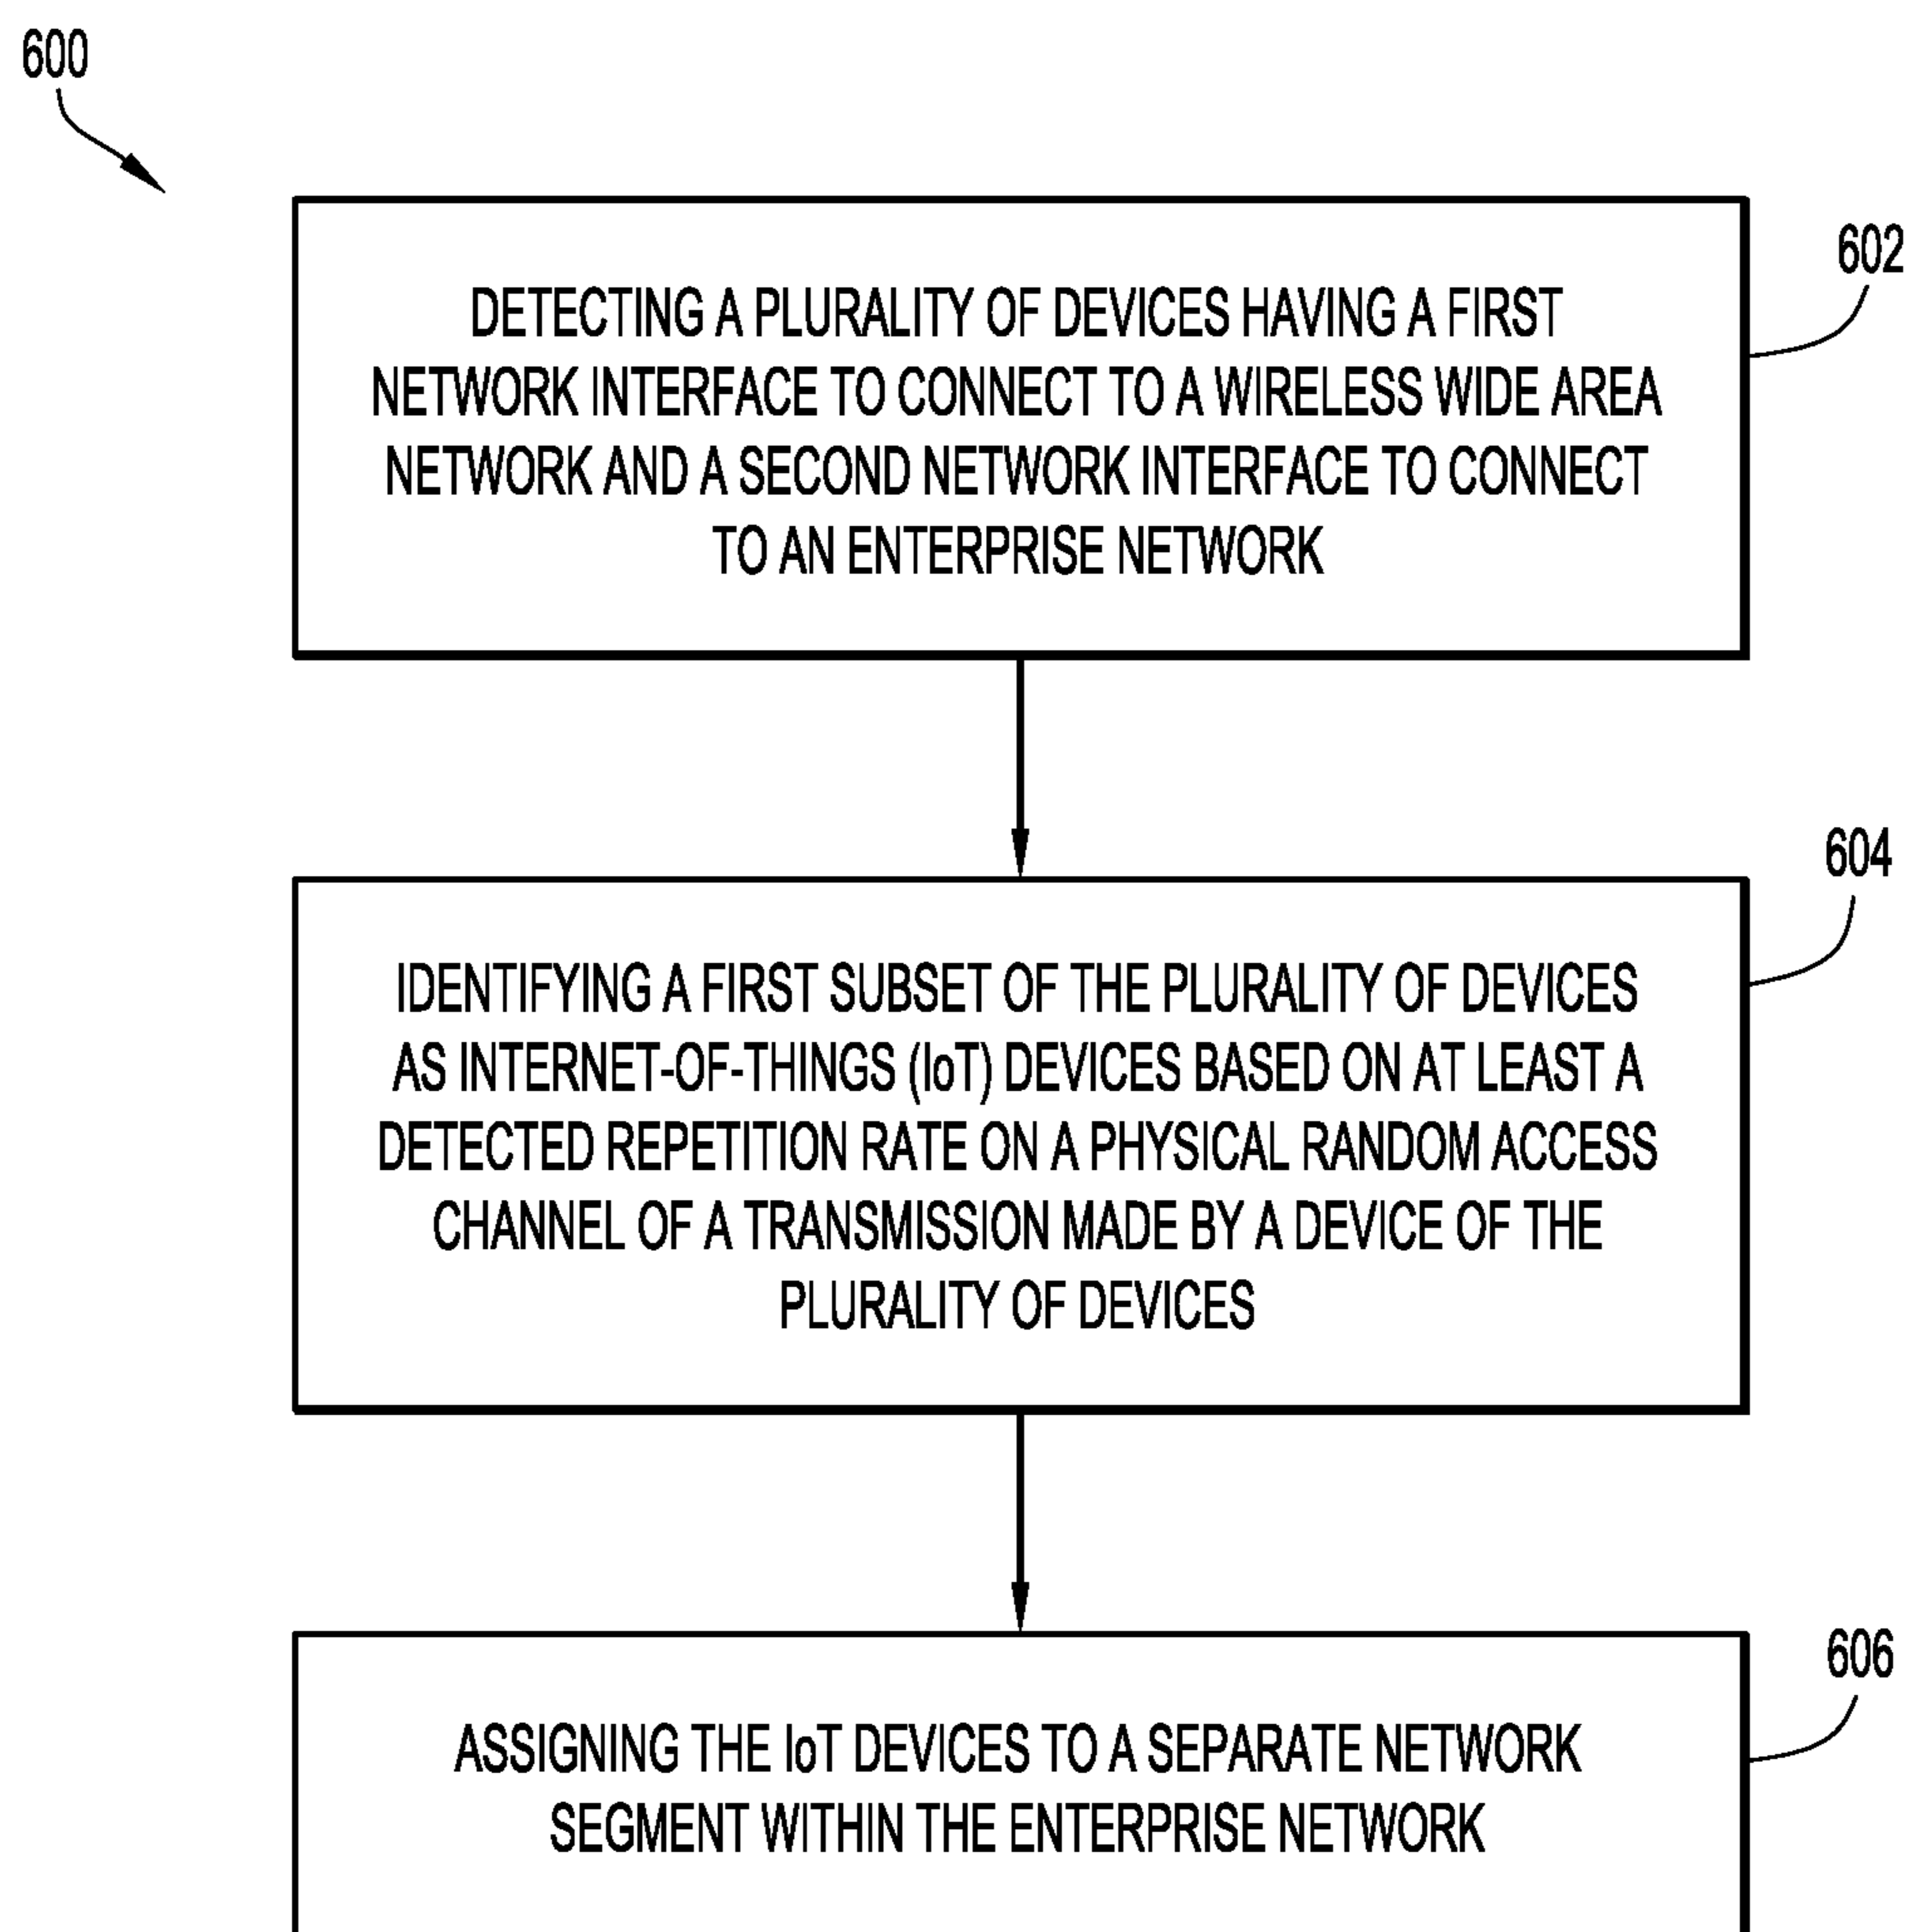 600
602
DETECTING A PLURALITY OF DEVICES HAVING A FIRST
NETWORK INTERFACE TO CONNECT TO A WIRELESS WIDE AREA
NETWORK AND A SECOND NETWORK INTERFACE TO CONNECT
TO AN ENTERPRISE NETWORK
604
IDENTIFYING A FIRST SUBSET OF THE PLURALITY OF DEVICES
AS INTERNET-OF-THINGS (IoT) DEVICES BASED ON AT LEAST A
DETECTED REPETITION RATE ON A PHYSICAL RANDOM ACCESS
CHANNEL OF A TRANSMISSION MADE BY A DEVICE OF THE
PLURALITY OF DEVICES
606
ASSIGNING THE IoT DEVICES TO A SEPARATE NETWORK
SEGMENT WITHIN THE ENTERPRISE NETWORK